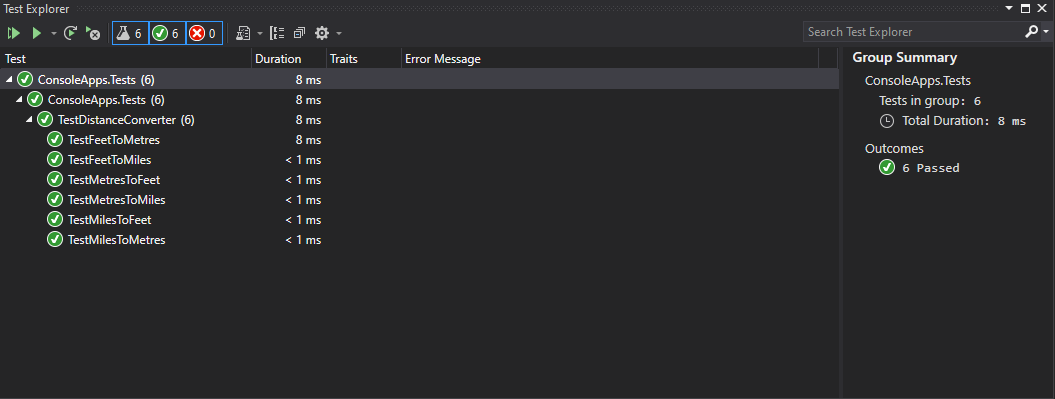 Test Explorer
6 6 0
Search Test Explorer
Test Duration Traits Error Message
ConsoleApps.Tests (6) 8 ms
ConsoleApps.Tests (6) 8 ms
TestDistanceConverter (6) 8 ms
TestFeetToMetres 8 ms
TestFeetToMiles < 1 ms
TestMetresToFeet < 1 ms
TestMetresToMiles < 1 ms
TestMilesToFeet < 1 ms
TestMilesToMetres < 1 ms
Group Summary
ConsoleApps.Tests
Tests in group: 6
Total Duration: 8 ms
Outcomes
6 Passed